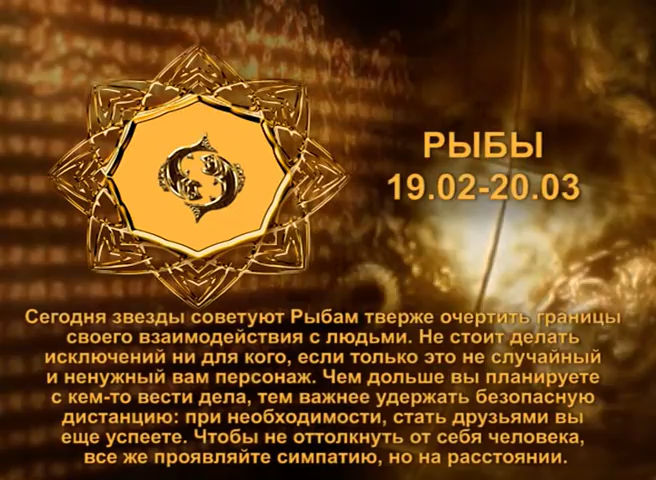 РЫБЫ
19.02-20.03
Сегодня звезды советуют Рыбам тверже очертить границы
своего взаимодействия с людьми. Не стоит делать
исключений ни для кого, если только это не случайный
и ненужный вам персонаж. Чем дольше вы планируете
с кем-то вести дела, тем важнее удержать безопасную
дистанцию: при необходимости, стать друзьями вы
еще успеете. Чтобы не оттолкнуть от себя человека,
все же проявляйте симпатию, но на расстоянии.